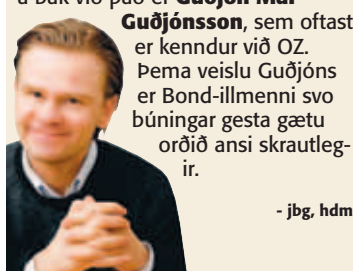 á bak við það er Guðjón Már
Guðjónsson, sem oftast
er kenndur við OZ.
Þema veislu Guðjóns
er Bond-illmenni svo
búningar gesta gætu
orðið ansi skrautleg-
ir.
- jbg, hdm